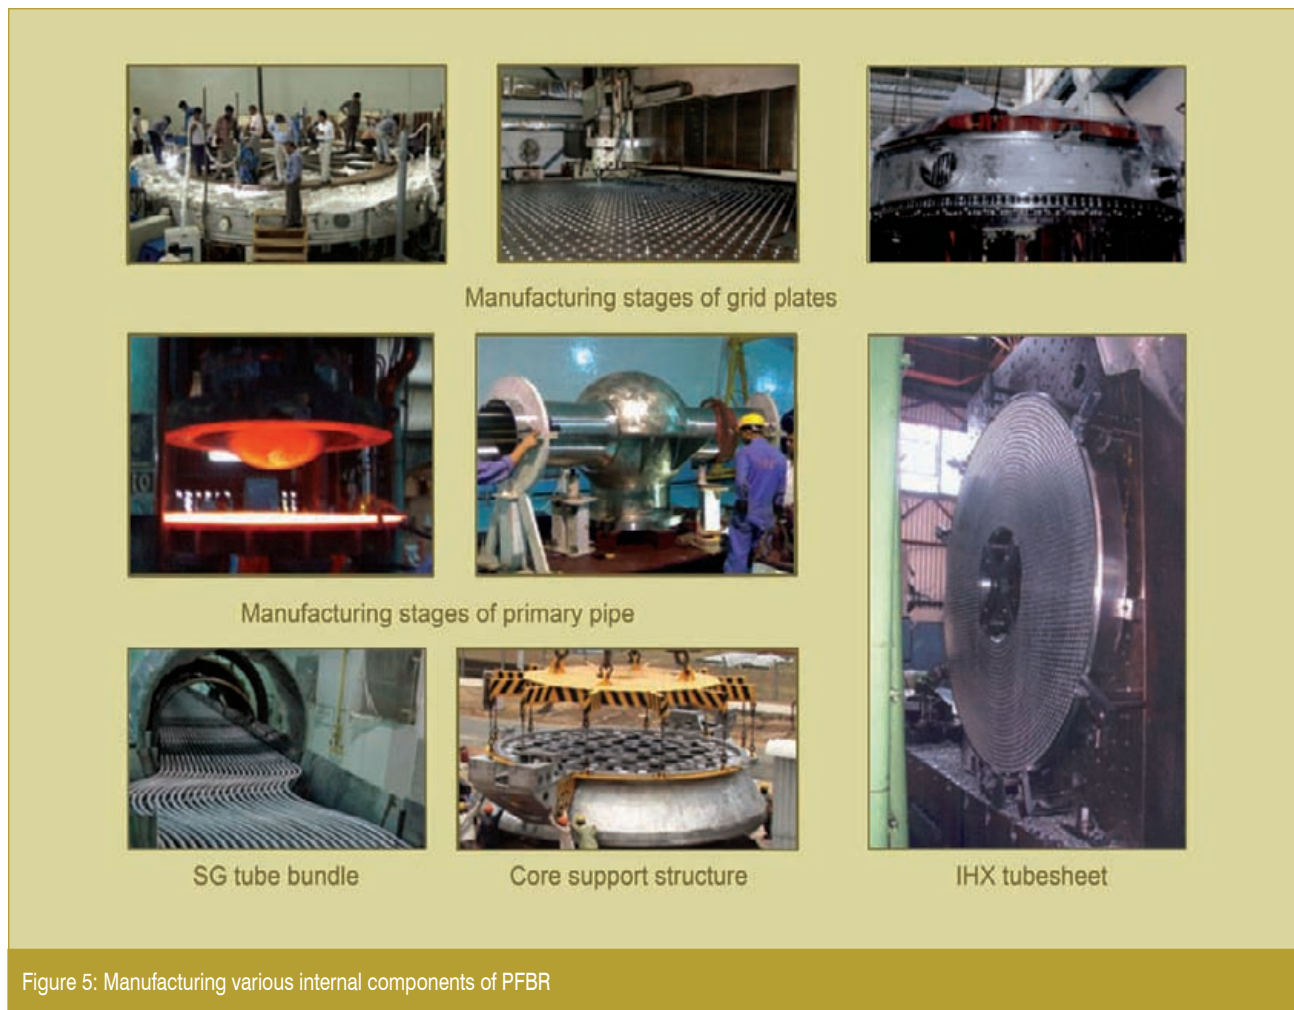 Manufacturing stages of grid plates
Manufacturing stages of primary pipe
SG tube bundle
Core support structure
IHX tubesheet
Figure 5: Manufacturing various internal components of PFBR